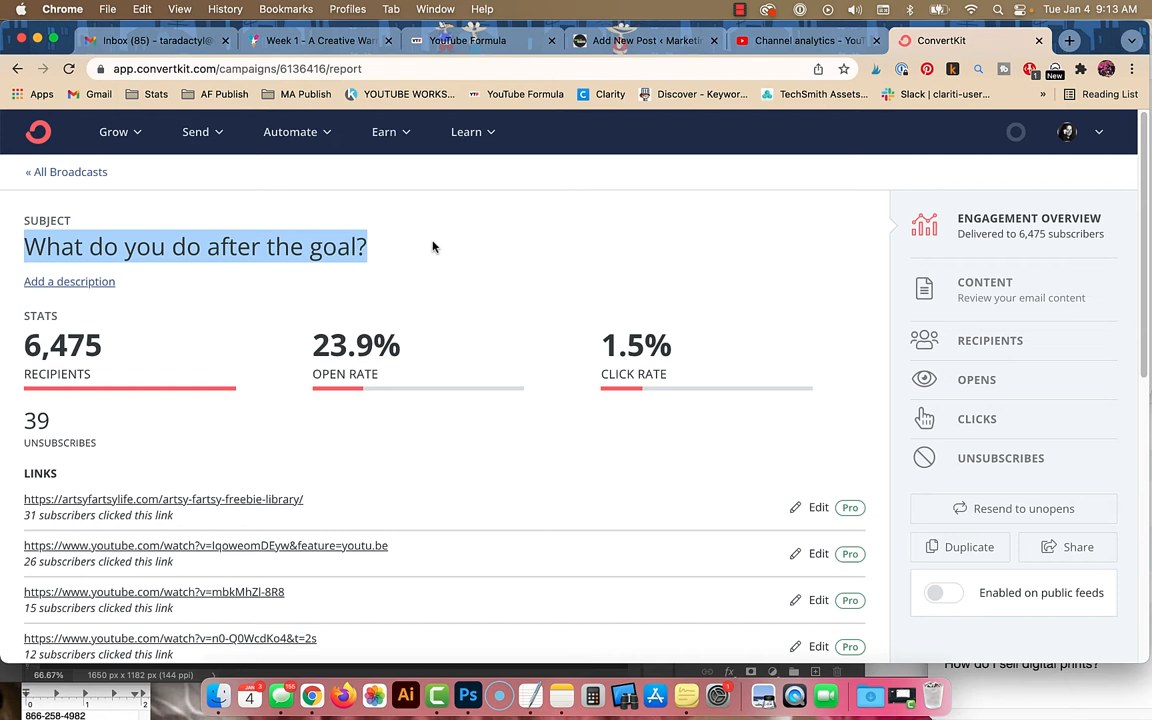 Chrome File Edit View History Bookmarks Profiles Tab Window Help Tue Jan 4 9:13 AM
Inbox (85) - taradactyl@ Week 1 - A Creative War YouTube Formula Add New Post ‹ Marketi Channel analytics - YouT ConvertKit
app.convertkit.com/campaigns/6136416/report
New
Apps Gmail Stats AF Publish MA Publish YOUTUBE WORKS... YouTube Formula Clarity Discover - Keywor... TechSmith Assets... Slack | clariti-user... » Reading List
Grow Send Automate Earn Learn
« All Broadcasts
SUBJECT
What do you do after the goal?
Add a description
STATS
6,475
RECIPIENTS
23.9%
OPEN RATE
1.5%
CLICK RATE
39
UNSUBSCRIBES
LINKS
https://artsyfartsylife.com/artsy-fartsy-freebie-library/
31 subscribers clicked this link
Edit Pro
https://www.youtube.com/watch?v=IqoweomDEyw&feature=youtu.be
26 subscribers clicked this link
Edit Pro
https://www.youtube.com/watch?v=mbkMhZl-8R8
15 subscribers clicked this link
Edit Pro
https://www.youtube.com/watch?v=n0-Q0WcdKo4&t=2s
12 subscribers clicked this link
Edit Pro
ENGAGEMENT OVERVIEW
Delivered to 6,475 subscribers
CONTENT
Review your email content
RECIPIENTS
OPENS
CLICKS
UNSUBSCRIBES
Resend to unopens
Duplicate Share
Enabled on public feeds
66.67% 1650 px x 1182 px (144 ppi)
How do I sell digital prints?
866-258-4982